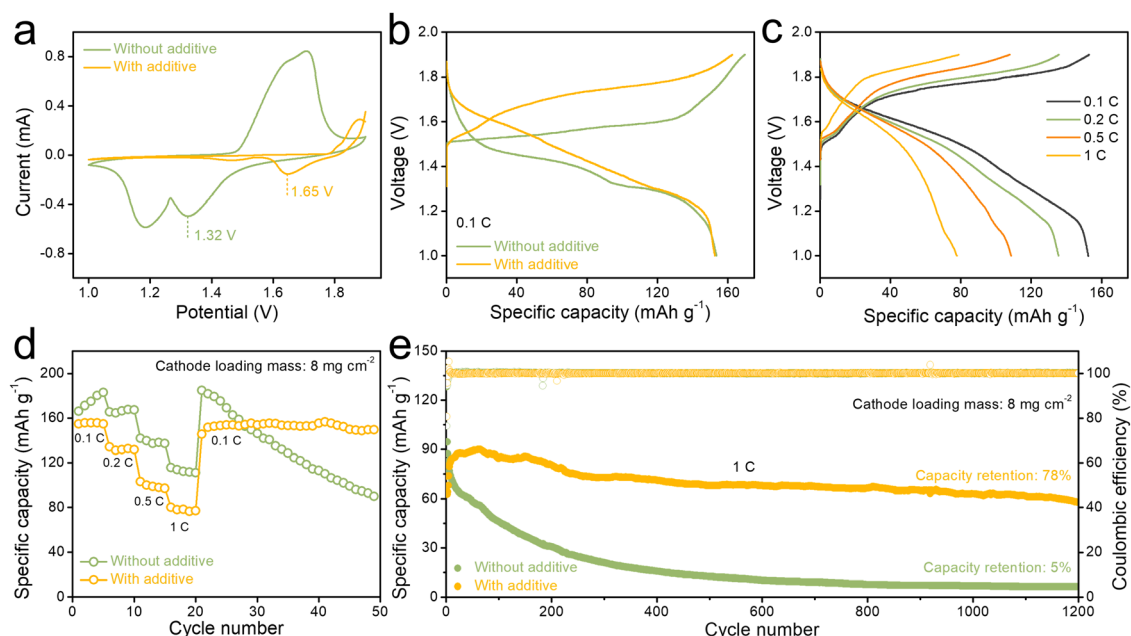 a
Without additive
With additive
1.65 V
1.32 V
0.8
0.4
0.0
-0.4
-0.8
1.0
1.2
1.4
1.6
1.8
Current (mA)
Potential (V)
b
2.0
1.8
1.6
1.4
1.2
1.0
0.1 C
Without additive
With additive
0
40
80
120
160
Voltage (V)
Specific capacity (mAh g⁻¹)
c
2.0
1.8
1.6
1.4
1.2
1.0
0.1 C
0.2 C
0.5 C
1 C
0
40
80
120
160
Voltage (V)
Specific capacity (mAh g⁻¹)
d
Cathode loading mass: 8 mg cm⁻²
200
160
120
80
40
0
0.1 C
0.2 C
0.5 C
1 C
0.1 C
Without additive
With additive
0
10
20
30
40
50
Specific capacity (mAh g⁻¹)
Cycle number
e
150
120
90
60
30
0
Cathode loading mass: 8 mg cm⁻²
1 C
Capacity retention: 78%
Without additive
With additive
Capacity retention: 5%
100
80
60
40
20
0
0
200
400
600
800
1000
1200
Specific capacity (mAh g⁻¹)
Coulombic efficiency (%)
Cycle number